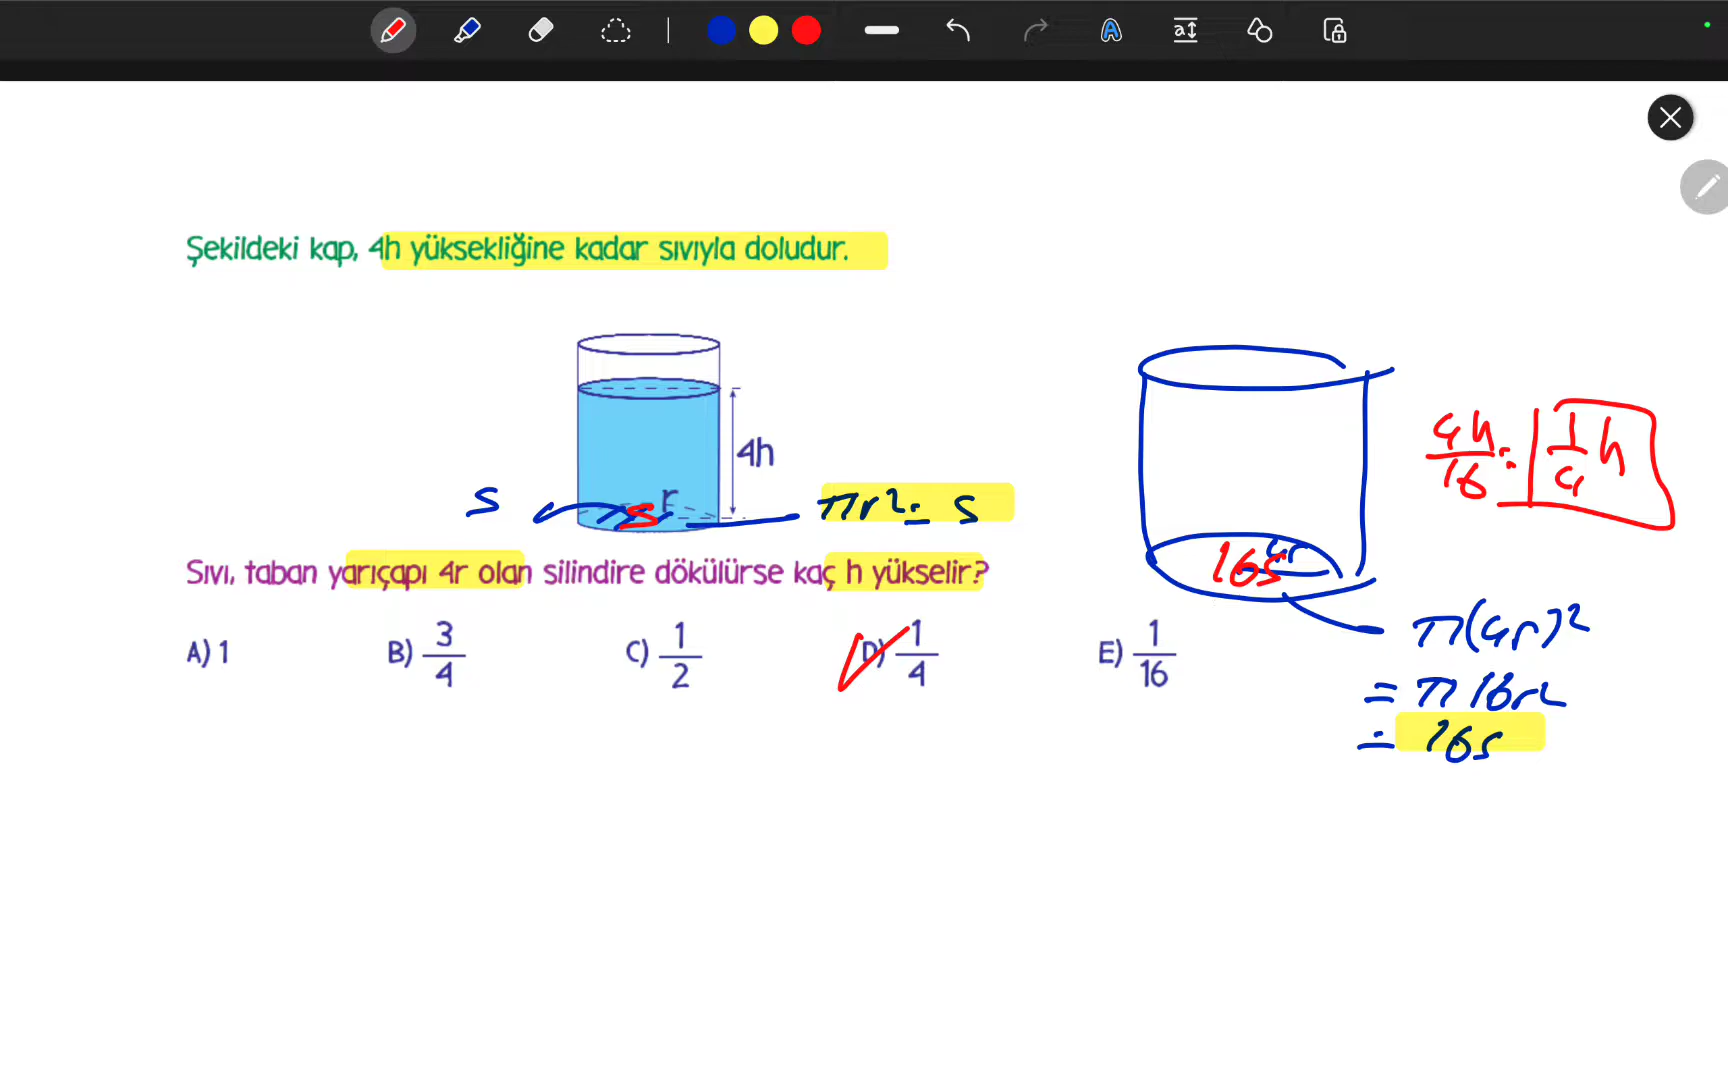 Şekildeki kap, 4h yüksekliğine kadar sıvıyla doludur.
4h
r
S
S
πr² = S
4r
16S
4h/16 = 1/4 h
Sıvı, taban yarıçapı 4r olan silindire dökülürse kaç h yükselir?
A) 1 B) 3/4 C) 1/2 D) 1/4 E) 1/16
π(4r)²
= π16r²
= 16S